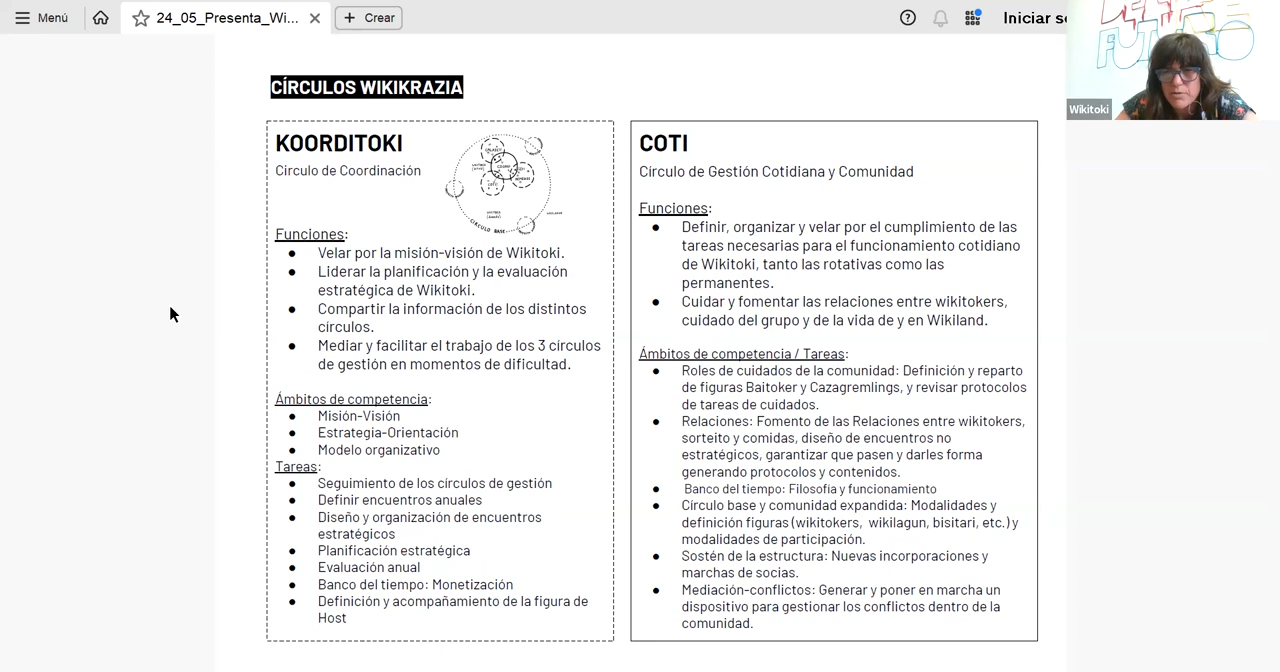 Menú
24_05_Presenta_Wi...
Crear
Iniciar se
FUTURO
Wikitoki
CÍRCULOS WIKIKRAZIA
KOORDITOKI
Círculo de Coordinación
CÍRCULO BASE
COTI
Funciones:
● Velar por la misión-visión de Wikitoki.
● Liderar la planificación y la evaluación
estratégica de Wikitoki.
● Compartir la información de los distintos
círculos.
● Mediar y facilitar el trabajo de los 3 círculos
de gestión en momentos de dificultad.
Ámbitos de competencia:
● Misión-Visión
● Estrategia-Orientación
● Modelo organizativo
Tareas:
● Seguimiento de los círculos de gestión
● Definir encuentros anuales
● Diseño y organización de encuentros
estratégicos
● Planificación estratégica
● Evaluación anual
● Banco del tiempo: Monetización
● Definición y acompañamiento de la figura de
Host
COTI
Círculo de Gestión Cotidiana y Comunidad
Funciones:
● Definir, organizar y velar por el cumplimiento de las
tareas necesarias para el funcionamiento cotidiano
de Wikitoki, tanto las rotativas como las
permanentes.
● Cuidar y fomentar las relaciones entre wikitokers,
cuidado del grupo y de la vida de y en Wikiland.
Ámbitos de competencia / Tareas:
● Roles de cuidados de la comunidad: Definición y reparto
de figuras Baitoker y Cazagremlings, y revisar protocolos
de tareas de cuidados.
● Relaciones: Fomento de las Relaciones entre wikitokers,
sorteito y comidas, diseño de encuentros no
estratégicos, garantizar que pasen y darles forma
generando protocolos y contenidos.
● Banco del tiempo: Filosofía y funcionamiento
● Círculo base y comunidad expandida: Modalidades y
definición figuras (wikitokers, wikilagun, bisitari, etc.) y
modalidades de participación.
● Sostén de la estructura: Nuevas incorporaciones y
marchas de socias.
● Mediación-conflictos: Generar y poner en marcha un
dispositivo para gestionar los conflictos dentro de la
comunidad.